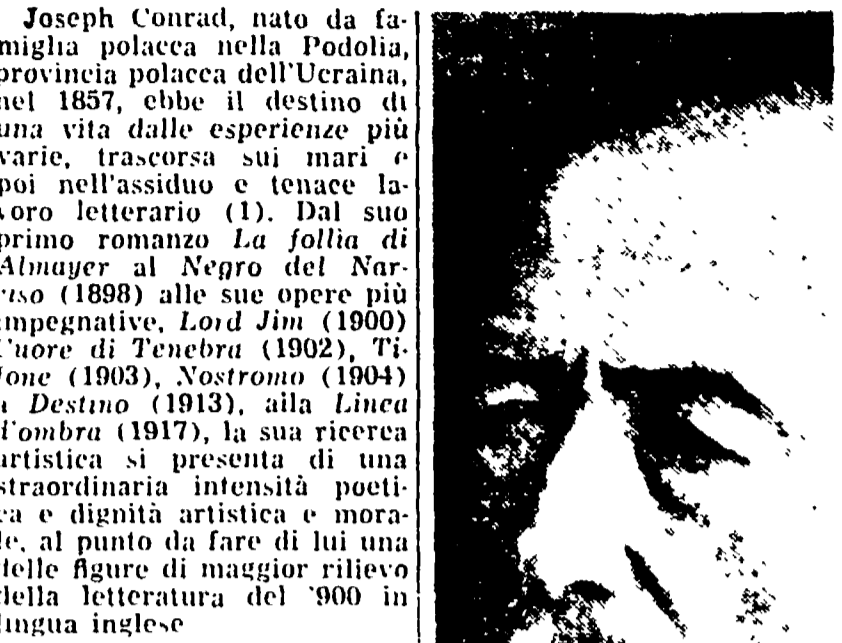 Joseph Conrad, nato da fa-
miglia polacca nella Podolia,
provincia polacca dell'Ucraina,
nel 1857, ebbe il destino di
una vita dalle esperienze più
varie, trascorsa sui mari e
poi nell'assiduo e tenace la-
voro letterario (1). Dal suo
primo romanzo La follia di
Almayer al Negro del Nar-
ciso (1898) alle sue opere più
impegnative, Lord Jim (1900)
Cuore di Tenebra (1902), Ti-
fone (1903), Nostromo (1904)
a Destino (1913), alla Linea
d'ombra (1917), la sua ricerca
artistica si presenta di una
straordinaria intensità poeti-
ca e dignità artistica e mora-
le, al punto da fare di lui una
delle figure di maggior rilievo
della letteratura del '900 in
lingua inglese